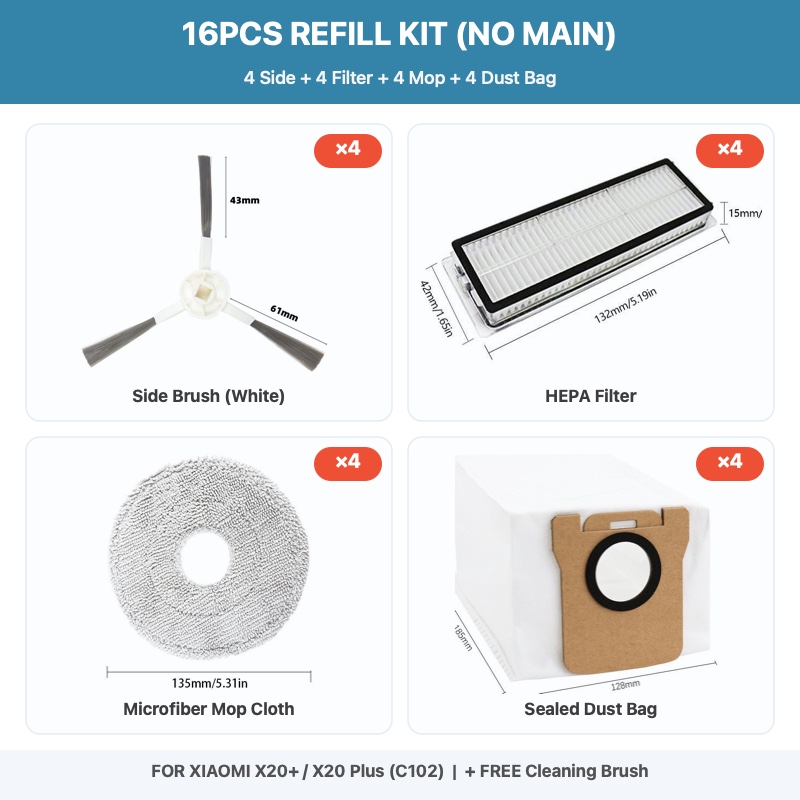 16PCS REFILL KIT (NO MAIN)
4 Side + 4 Filter + 4 Mop + 4 Dust Bag
×4
43mm
61mm
Side Brush (White)
×4
15mm/
42mm/1.65in
132mm/5.19in
HEPA Filter
×4
135mm/5.31in
Microfiber Mop Cloth
×4
185mm
128mm
Sealed Dust Bag
FOR XIAOMI X20+ / X20 Plus (C102) | + FREE Cleaning Brush